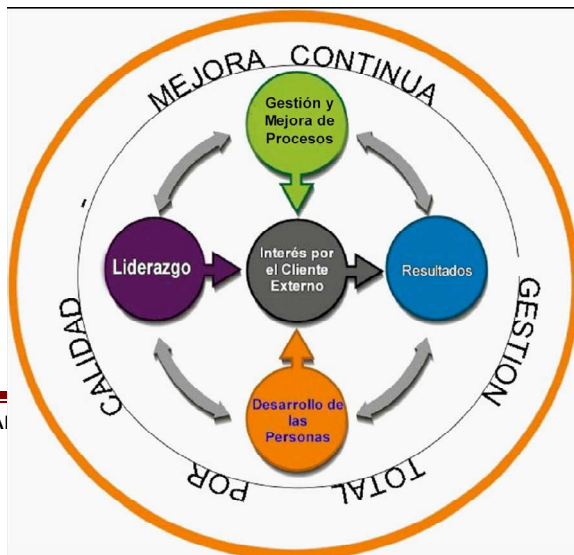 MEJORA CONTINUA
Gestión y
Mejora de
Procesos
Liderazgo
Interés por
el Cliente
Externo
Resultados
Desarrollo de
las
Personas
GESTION
TOTAL
POR
CALIDAD